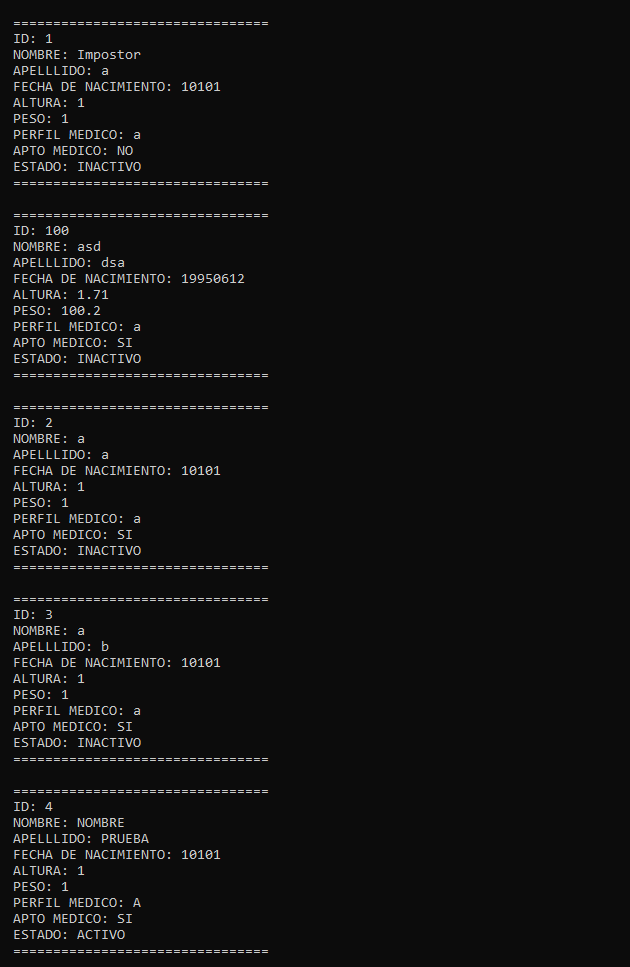 ================================
ID: 1
NOMBRE: Impostor
APELLLIDO: a
FECHA DE NACIMIENTO: 10101
ALTURA: 1
PESO: 1
PERFIL MEDICO: a
APTO MEDICO: NO
ESTADO: INACTIVO
================================
================================
ID: 100
NOMBRE: asd
APELLLIDO: dsa
FECHA DE NACIMIENTO: 19950612
ALTURA: 1.71
PESO: 100.2
PERFIL MEDICO: a
APTO MEDICO: SI
ESTADO: INACTIVO
================================
================================
ID: 2
NOMBRE: a
APELLLIDO: a
FECHA DE NACIMIENTO: 10101
ALTURA: 1
PESO: 1
PERFIL MEDICO: a
APTO MEDICO: SI
ESTADO: INACTIVO
================================
================================
ID: 3
NOMBRE: a
APELLLIDO: b
FECHA DE NACIMIENTO: 10101
ALTURA: 1
PESO: 1
PERFIL MEDICO: a
APTO MEDICO: SI
ESTADO: INACTIVO
================================
================================
ID: 4
NOMBRE: NOMBRE
APELLLIDO: PRUEBA
FECHA DE NACIMIENTO: 10101
ALTURA: 1
PESO: 1
PERFIL MEDICO: A
APTO MEDICO: SI
ESTADO: ACTIVO
================================